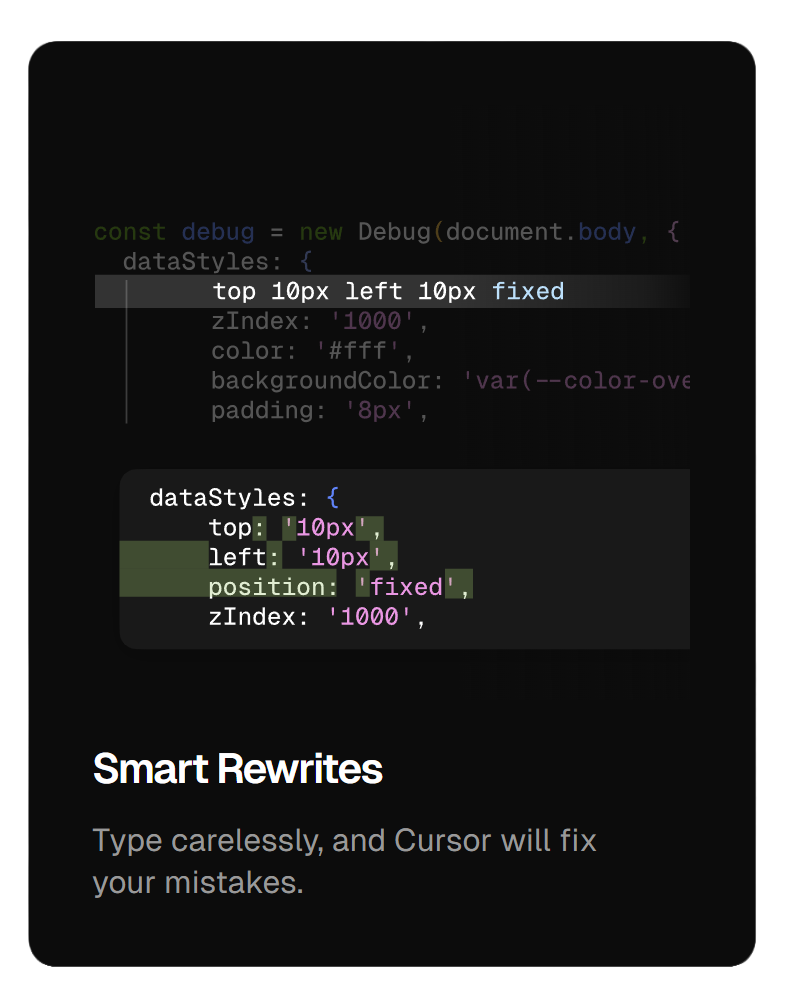 const debug = new Debug(document.body, {
dataStyles: {
top 10px left 10px fixed
zIndex: '1000',
color: '#fff',
backgroundColor: 'var(--color-ove
padding: '8px',
dataStyles: {
top: '10px',
left: '10px',
position: 'fixed',
zIndex: '1000',
Smart Rewrites
Type carelessly, and Cursor will fix
your mistakes.